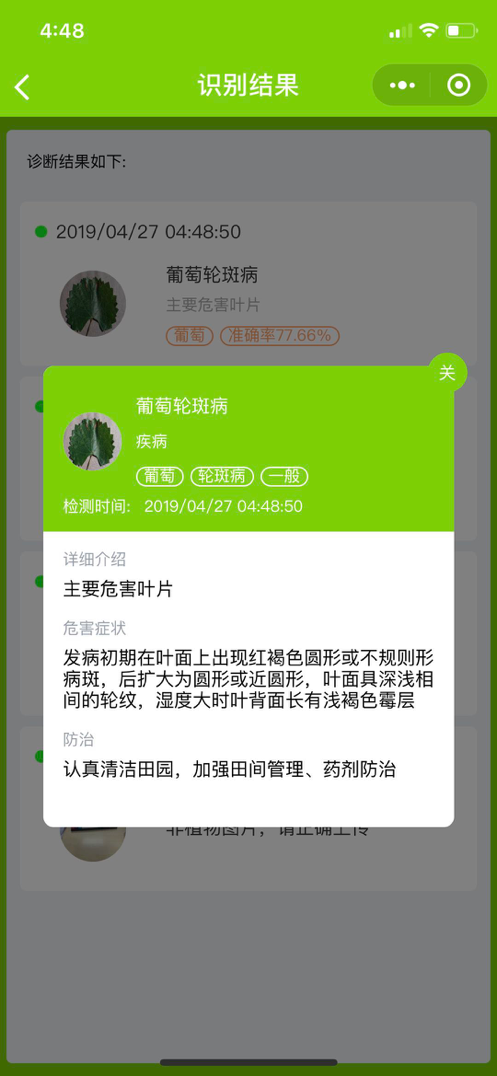 4:48
识别结果
诊断结果如下:
2019/04/27 04:48:50
葡萄轮斑病
主要危害叶片
葡萄 准确率77.66%
关
葡萄轮斑病
疾病
葡萄 轮斑病 一般
检测时间: 2019/04/27 04:48:50
详细介绍
主要危害叶片
危害症状
发病初期在叶面上出现红褐色圆形或不规则形
病斑，后扩大为圆形或近圆形，叶面具深浅相
间的轮纹，湿度大时叶背面长有浅褐色霉层
防治
认真清洁田园，加强田间管理、药剂防治
非植物图片，请正确上传